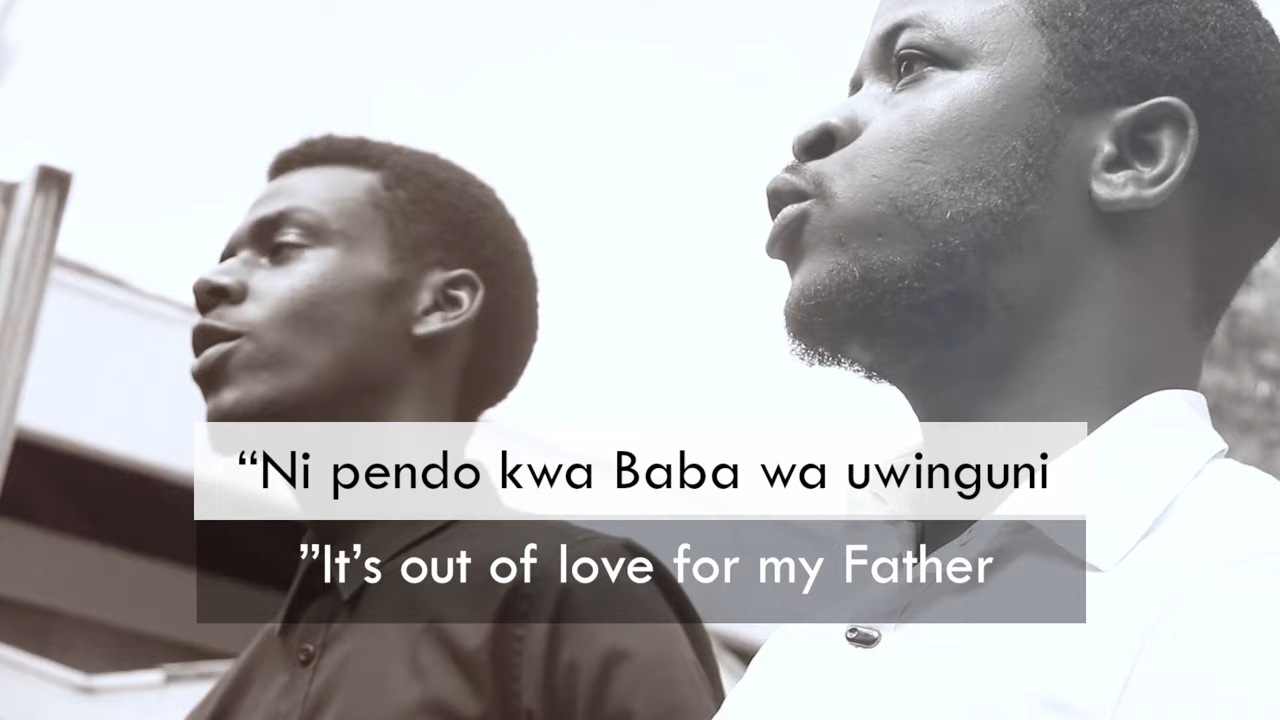 “Ni pendo kwa Baba wa uwinguni
”It’s out of love for my Father